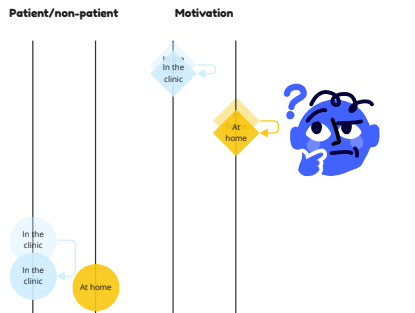 Patient/non-patient
Motivation
In the
clinic
At
home
In the
clinic
In the
clinic
At home
?